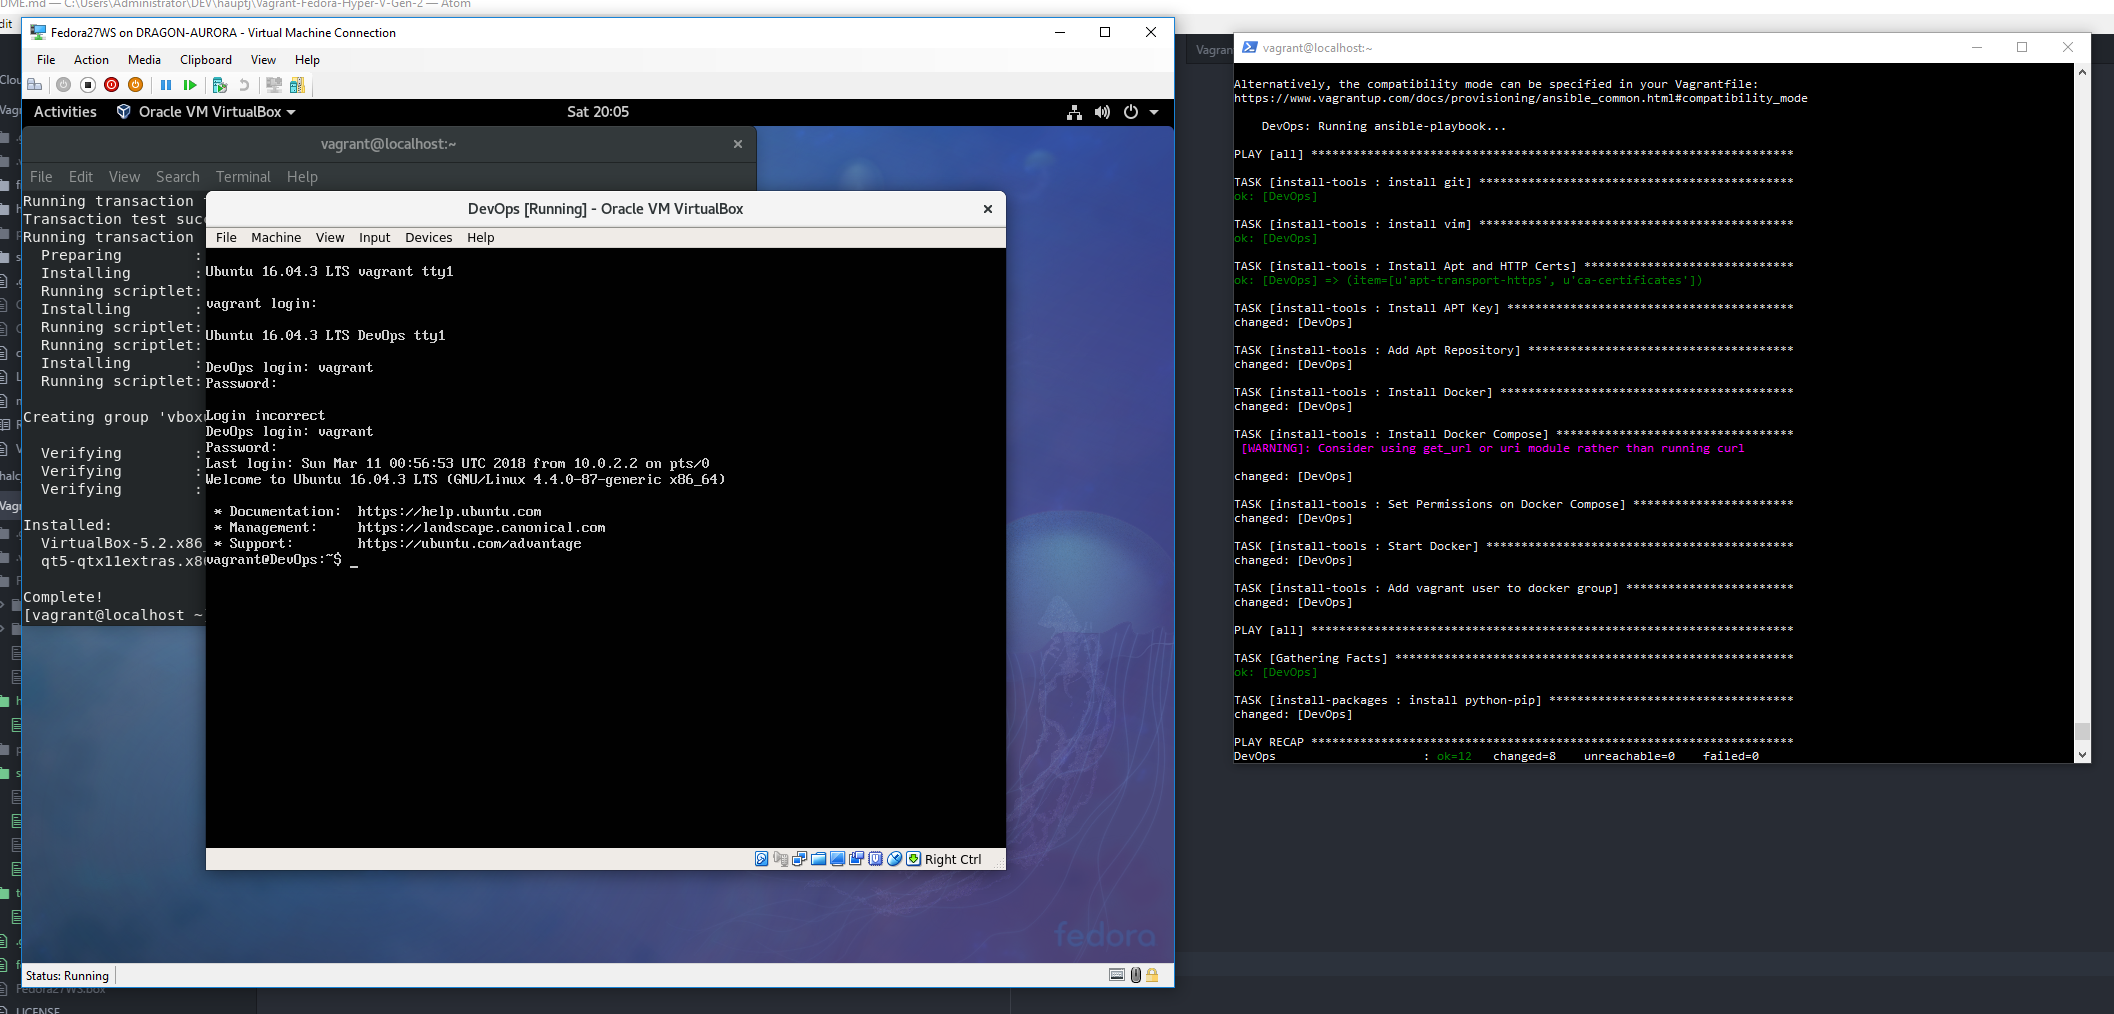 DME.md — C:\Users\Administrator\DEV\hauptj\Vagrant-Fedora-Hyper-V-Gen-2 — Atom
dit
Fedora27WS on DRAGON-AURORA - Virtual Machine Connection
File Action Media Clipboard View Help
Activities Oracle VM VirtualBox Sat 20:05
vagrant@localhost:~
File Edit View Search Terminal Help
Running transaction
Transaction test succ
Running transaction
Preparing :
Installing :
Running scriptlet:
Installing :
Running scriptlet:
Running scriptlet:
Installing :
Running scriptlet:
Creating group 'vbox
Verifying :
Verifying :
Verifying :
Installed:
VirtualBox-5.2.x86
qt5-qtx11extras.x8
Complete!
[vagrant@localhost ~
DevOps [Running] - Oracle VM VirtualBox
File Machine View Input Devices Help
Ubuntu 16.04.3 LTS vagrant tty1
vagrant login:
Ubuntu 16.04.3 LTS DevOps tty1
DevOps login: vagrant
Password:
Login incorrect
DevOps login: vagrant
Password:
Last login: Sun Mar 11 00:56:53 UTC 2018 from 10.0.2.2 on pts/0
Welcome to Ubuntu 16.04.3 LTS (GNU/Linux 4.4.0-87-generic x86_64)
* Documentation: https://help.ubuntu.com
* Management: https://landscape.canonical.com
* Support: https://ubuntu.com/advantage
vagrant@DevOps:~$ _
Right Ctrl
fedora
Status: Running
Fedora27WS.box
LICENSE
Clou
Vag
halc
Vagr
Vagran
vagrant@localhost:~
Alternatively, the compatibility mode can be specified in your Vagrantfile:
https://www.vagrantup.com/docs/provisioning/ansible_common.html#compatibility_mode
DevOps: Running ansible-playbook...
PLAY [all] *********************************************************************
TASK [install-tools : install git] *********************************************
ok: [DevOps]
TASK [install-tools : install vim] *********************************************
ok: [DevOps]
TASK [install-tools : Install Apt and HTTP Certs] ******************************
ok: [DevOps] => (item=[u'apt-transport-https', u'ca-certificates'])
TASK [install-tools : Install APT Key] *****************************************
changed: [DevOps]
TASK [install-tools : Add Apt Repository] **************************************
changed: [DevOps]
TASK [install-tools : Install Docker] ******************************************
changed: [DevOps]
TASK [install-tools : Install Docker Compose] **********************************
[WARNING]: Consider using get_url or uri module rather than running curl
changed: [DevOps]
TASK [install-tools : Set Permissions on Docker Compose] ***********************
changed: [DevOps]
TASK [install-tools : Start Docker] ********************************************
changed: [DevOps]
TASK [install-tools : Add vagrant user to docker group] ************************
changed: [DevOps]
PLAY [all] *********************************************************************
TASK [Gathering Facts] *********************************************************
ok: [DevOps]
TASK [install-packages : install python-pip] ***********************************
changed: [DevOps]
PLAY RECAP *********************************************************************
DevOps : ok=12 changed=8 unreachable=0 failed=0